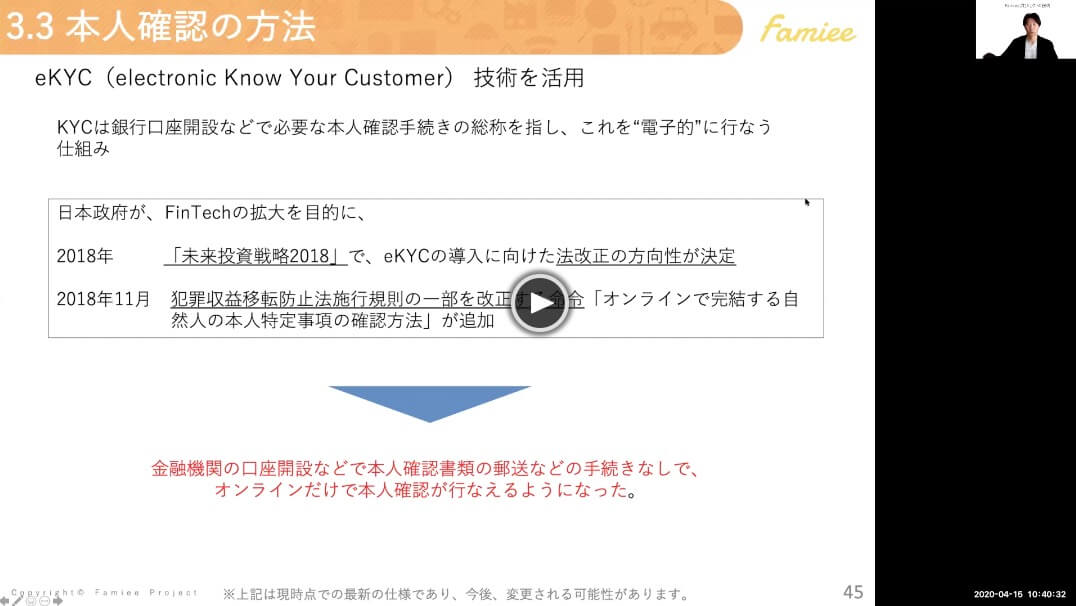 3.3 本人確認の方法
Famiee
eKYC（electronic Know Your Customer） 技術を活用
KYCは銀行口座開設などで必要な本人確認手続きの総称を指し、これを“電子的”に行なう
仕組み
日本政府が、FinTechの拡大を目的に、
2018年 「未来投資戦略2018」で、eKYCの導入に向けた法改正の方向性が決定
2018年11月 犯罪収益移転防止法施行規則の一部を改正する命令「オンラインで完結する自
然人の本人特定事項の確認方法」が追加
金融機関の口座開設などで本人確認書類の郵送などの手続きなしで、
オンラインだけで本人確認が行なえるようになった。
Copyright© Famiee Project
※上記は現時点での最新の仕様であり、今後、変更される可能性があります。
45
2020-04-16 10:40:32